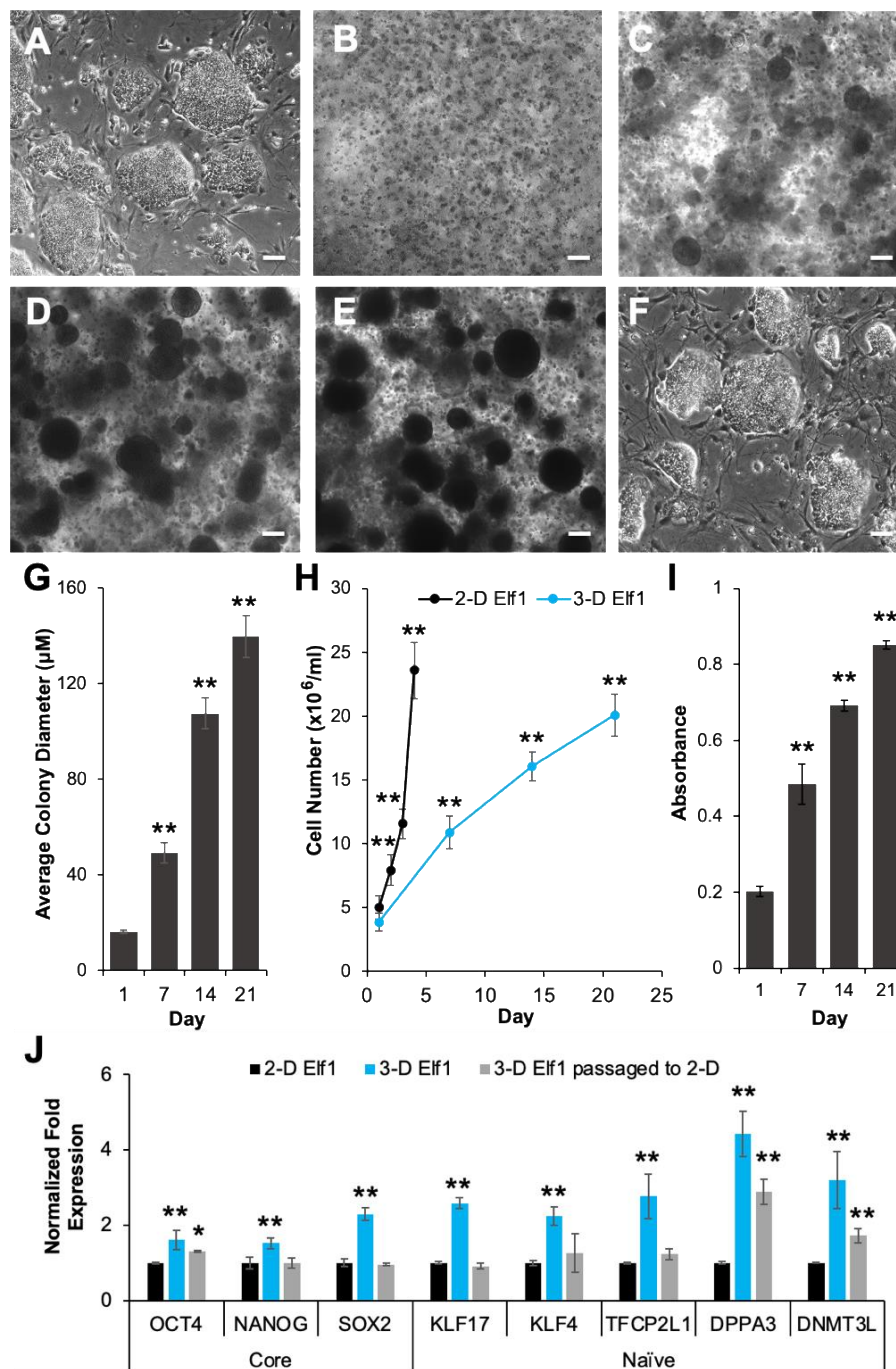 A
B
C
D
E
F
G
160
120
80
40
0
Average Colony Diameter (µM)
**
**
**
1
7
14
21
Day
H
2-D Elf1
3-D Elf1
30
25
20
15
10
5
0
Cell Number (x10⁶/ml)
**
**
**
**
**
**
0
5
10
15
20
25
Day
I
1
0.8
0.6
0.4
0.2
0
Absorbance
**
**
**
1
7
14
21
Day
J
2-D Elf1
3-D Elf1
3-D Elf1 passaged to 2-D
6
4
2
0
Normalized Fold
Expression
**
*
**
**
**
**
**
**
**
**
**
OCT4
NANOG
SOX2
KLF17
KLF4
TFCP2L1
DPPA3
DNMT3L
Core
Naïve